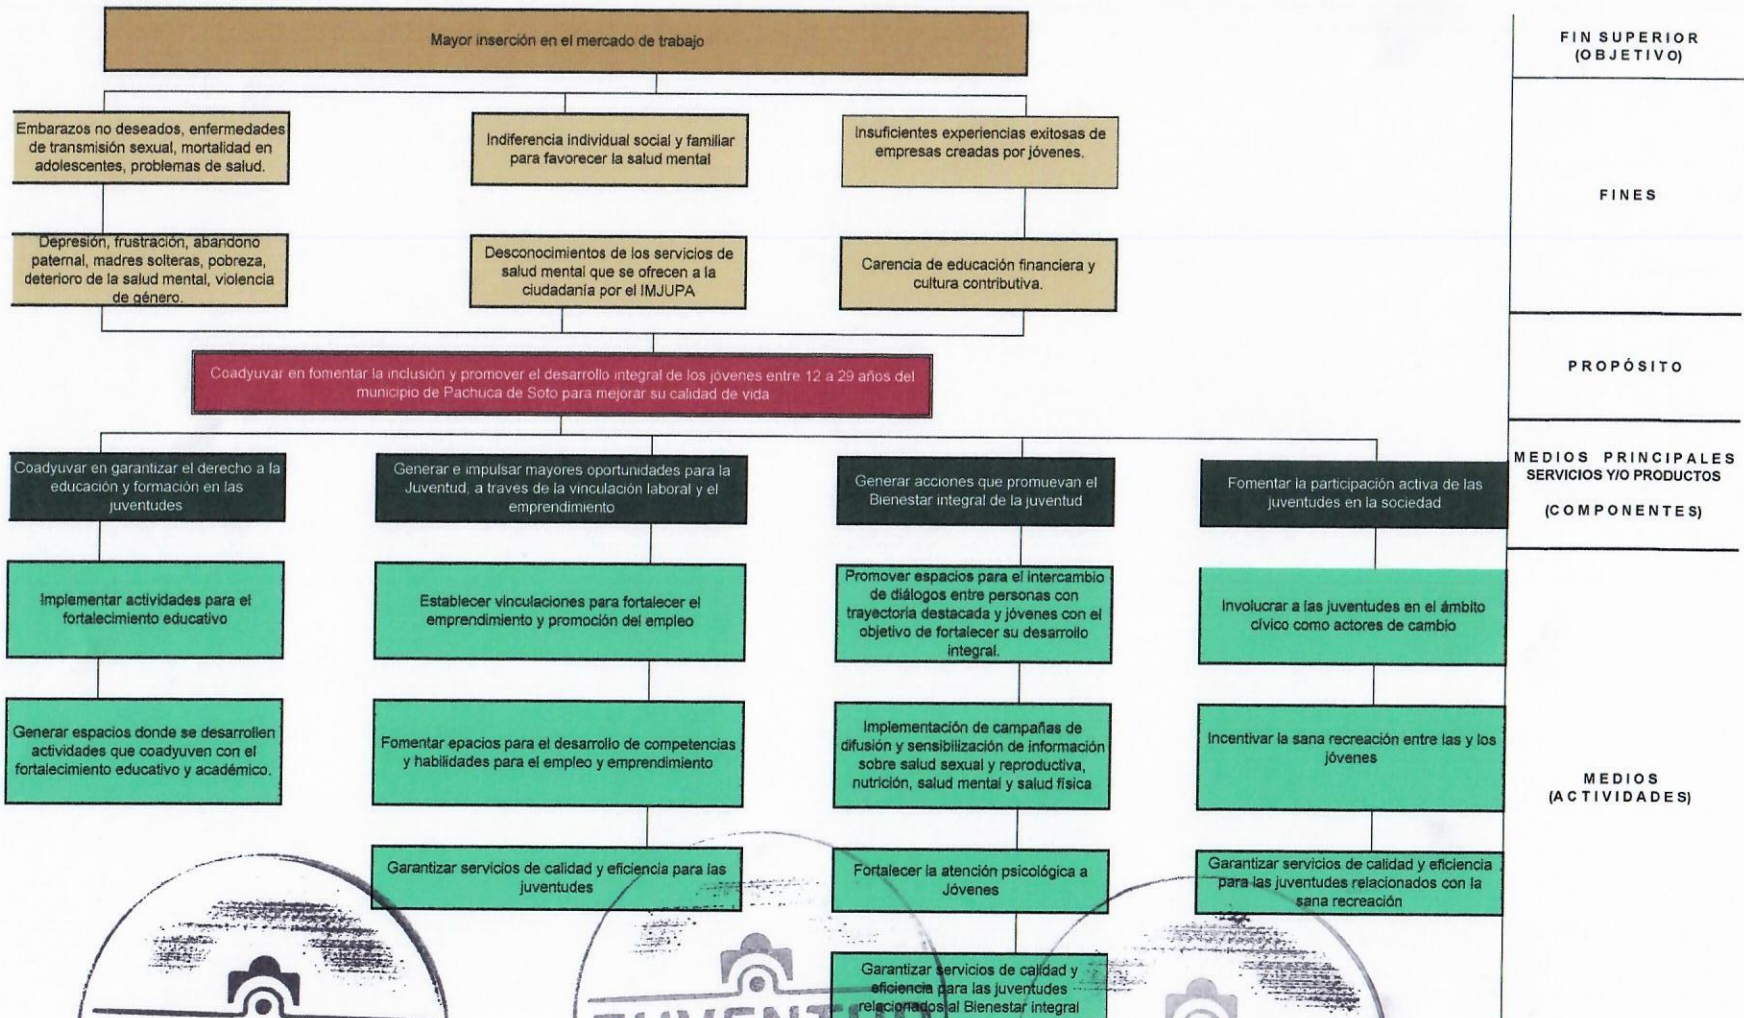 Mayor inserción en el mercado de trabajo
FIN SUPERIOR
(OBJETIVO)
Embarazos no deseados, enfermedades
de transmisión sexual, mortalidad en
adolescentes, problemas de salud.
Indiferencia individual social y familiar
para favorecer la salud mental
Insuficientes experiencias exitosas de
empresas creadas por jóvenes.
FINES
Depresión, frustración, abandono
paternal, madres solteras, pobreza,
deterioro de la salud mental, violencia
de género.
Desconocimientos de los servicios de
salud mental que se ofrecen a la
ciudadanía por el IMJUPA
Carencia de educación financiera y
cultura contributiva.
Coadyuvar en fomentar la inclusión y promover el desarrollo integral de los jóvenes entre 12 a 29 años del
municipio de Pachuca de Soto para mejorar su calidad de vida
PROPÓSITO
Coadyuvar en garantizar el derecho a la
educación y formación en las
juventudes
Generar e impulsar mayores oportunidades para la
Juventud, a traves de la vinculación laboral y el
emprendimiento
Generar acciones que promuevan el
Bienestar integral de la juventud
Fomentar la participación activa de las
juventudes en la sociedad
MEDIOS PRINCIPALES
SERVICIOS Y/O PRODUCTOS
(COMPONENTES)
Implementar actividades para el
fortalecimiento educativo
Establecer vinculaciones para fortalecer el
emprendimiento y promoción del empleo
Promover espacios para el intercambio
de diálogos entre personas con
trayectoria destacada y jóvenes con el
objetivo de fortalecer su desarrollo
integral.
Involucrar a las juventudes en el ámbito
cívico como actores de cambio
Generar espacios donde se desarrollen
actividades que coadyuven con el
fortalecimiento educativo y académico.
Fomentar epacios para el desarrollo de competencias
y habilidades para el empleo y emprendimiento
Implementación de campañas de
difusión y sensibilización de información
sobre salud sexual y reproductiva,
nutrición, salud mental y salud física
Incentivar la sana recreación entre las y los
jóvenes
MEDIOS
(ACTIVIDADES)
Garantizar servicios de calidad y eficiencia para las
juventudes
Fortalecer la atención psicológica a
Jóvenes
Garantizar servicios de calidad y eficiencia
para las juventudes relacionados con la
sana recreación
Garantizar servicios de calidad y
eficiencia para las juventudes
relacionados al Bienestar integral